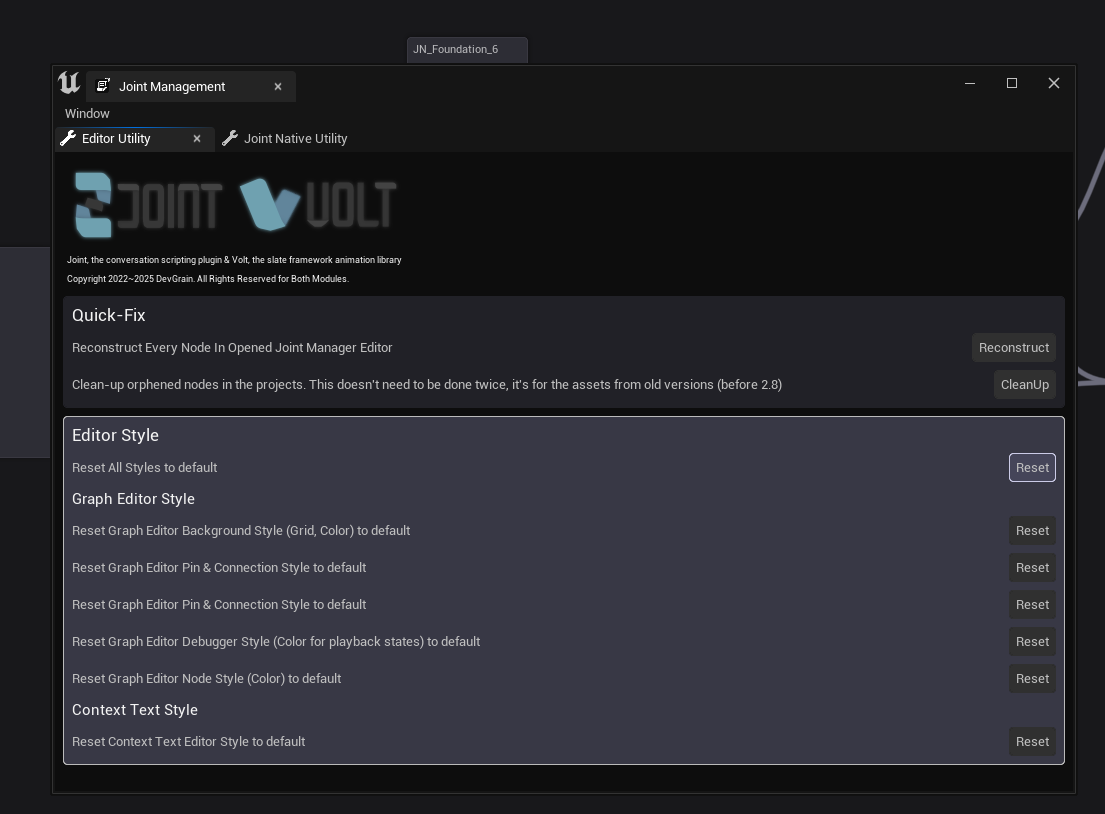 JN_Foundation_6
Joint Management
Window
Editor Utility
Joint Native Utility
JOINT VOLT
Joint, the conversation scripting plugin & Volt, the slate framework animation library
Copyright 2022~2025 DevGrain. All Rights Reserved for Both Modules.
Quick-Fix
Reconstruct Every Node In Opened Joint Manager Editor
Reconstruct
Clean-up orphened nodes in the projects. This doesn't need to be done twice, it's for the assets from old versions (before 2.8)
CleanUp
Editor Style
Reset All Styles to default
Reset
Graph Editor Style
Reset Graph Editor Background Style (Grid, Color) to default
Reset
Reset Graph Editor Pin & Connection Style to default
Reset
Reset Graph Editor Pin & Connection Style to default
Reset
Reset Graph Editor Debugger Style (Color for playback states) to default
Reset
Reset Graph Editor Node Style (Color) to default
Reset
Context Text Style
Reset Context Text Editor Style to default
Reset